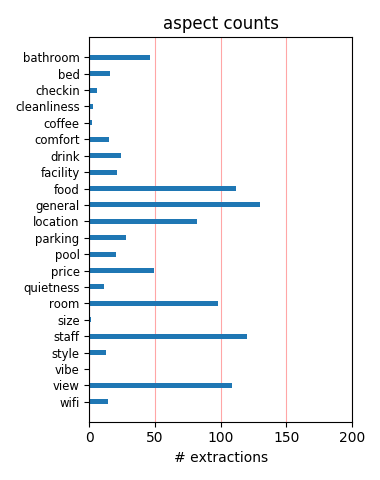 aspect counts
bathroom
bed
checkin
cleanliness
coffee
comfort
drink
facility
food
general
location
parking
pool
price
quietness
room
size
staff
style
vibe
view
wifi
0 50 100 150 200
# extractions